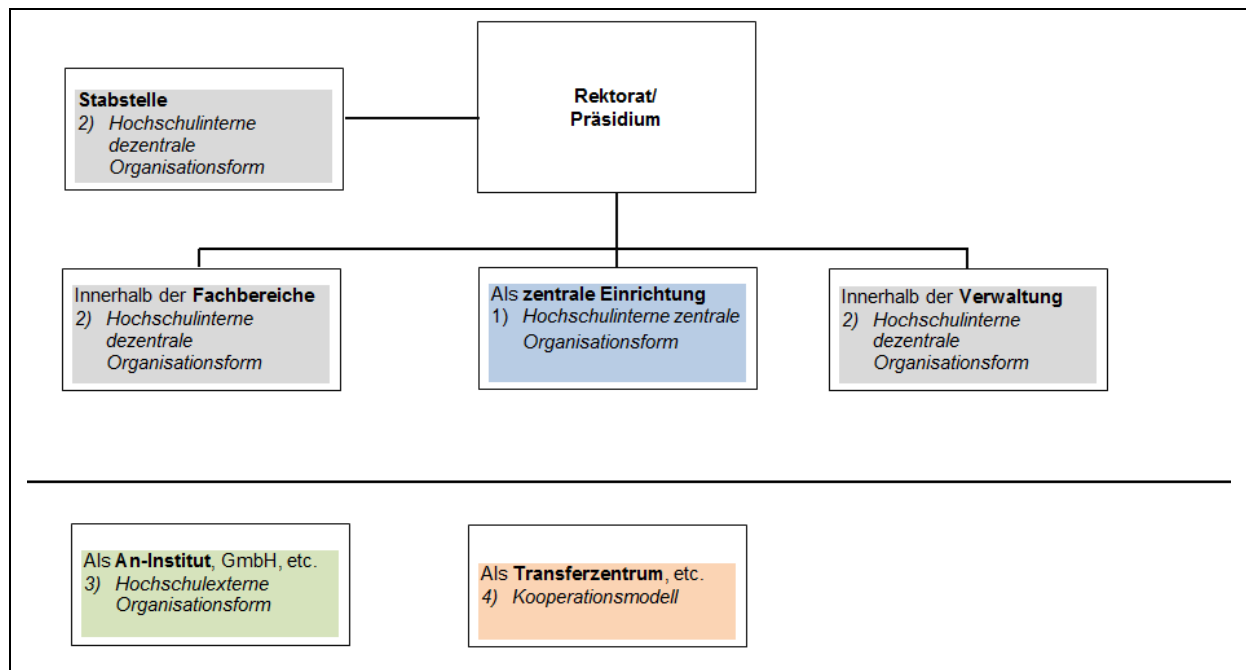 Rektorat/
Präsidium
Stabstelle
2) Hochschulinterne
dezentrale
Organisationsform
Innerhalb der Fachbereiche
2) Hochschulinterne
dezentrale
Organisationsform
Als zentrale Einrichtung
1) Hochschulinterne zentrale
Organisationsform
Innerhalb der Verwaltung
2) Hochschulinterne
dezentrale
Organisationsform
Als An-Institut, GmbH, etc.
3) Hochschulexterne
Organisationsform
Als Transferzentrum, etc.
4) Kooperationsmodell